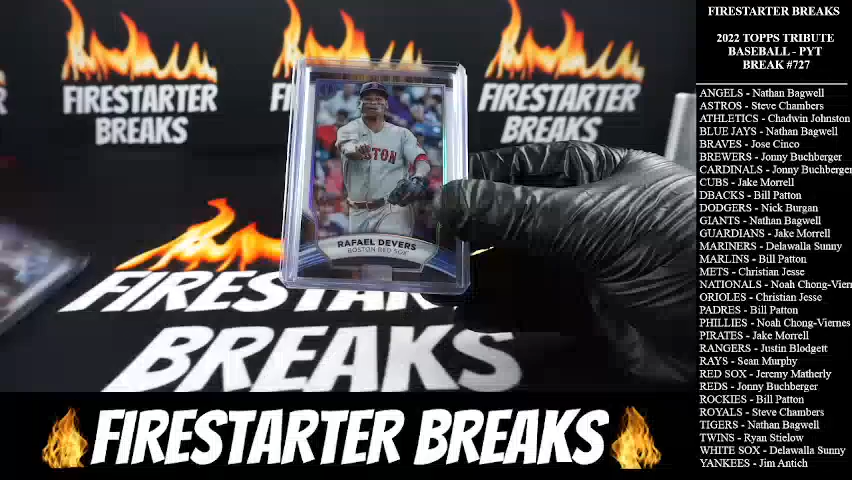 FIRESTARTER
BREAKS
FIRESTARTER
BREAKS
BOSTON
RAFAEL DEVERS
BOSTON RED SOX
FIRESTARTER
BREAKS
FIRESTARTER BREAKS
FIRESTARTER BREAKS
2022 TOPPS TRIBUTE
BASEBALL - PYT
BREAK #727
ANGELS - Nathan Bagwell
ASTROS - Steve Chambers
ATHLETICS - Chadwin Johnston
BLUE JAYS - Nathan Bagwell
BRAVES - Jose Cinco
BREWERS - Jonny Buchberger
CARDINALS - Jonny Buchberger
CUBS - Jake Morrell
DBACKS - Bill Patton
DODGERS - Nick Burgan
GIANTS - Nathan Bagwell
GUARDIANS - Jake Morrell
MARINERS - Delawalla Sunny
MARLINS - Bill Patton
METS - Christian Jesse
NATIONALS - Noah Chong-Viern
ORIOLES - Christian Jesse
PADRES - Bill Patton
PHILLIES - Noah Chong-Viernes
PIRATES - Jake Morrell
RANGERS - Justin Blodgett
RAYS - Sean Murphy
RED SOX - Jeremy Matherly
REDS - Jonny Buchberger
ROCKIES - Bill Patton
ROYALS - Steve Chambers
TIGERS - Nathan Bagwell
TWINS - Ryan Stielow
WHITE SOX - Delawalla Sunny
YANKEES - Jim Antich